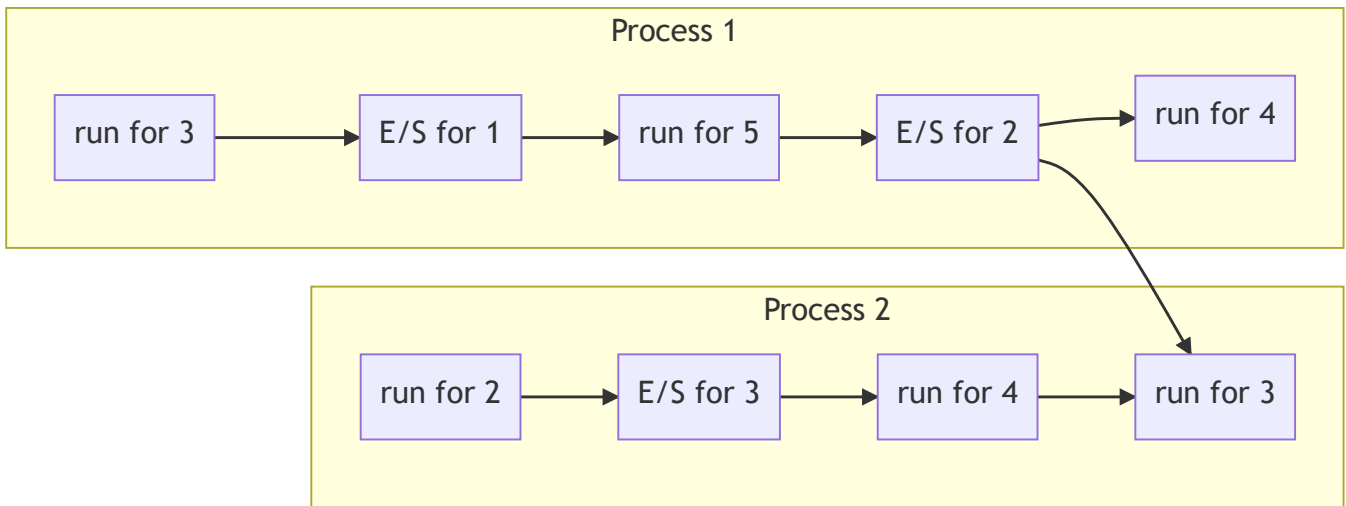 Process 1
run for 3
E/S for 1
run for 5
E/S for 2
run for 4
Process 2
run for 2
E/S for 3
run for 4
run for 3